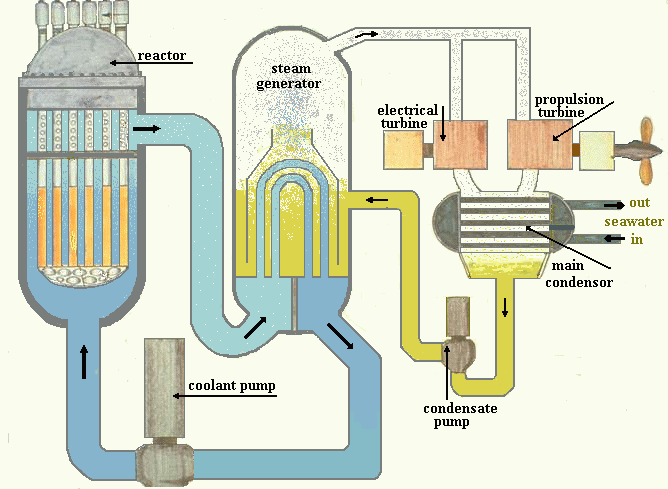 reactor
steam
generator
electrical
turbine
propulsion
turbine
out
seawater
in
main
condensor
coolant pump
condensate
pump